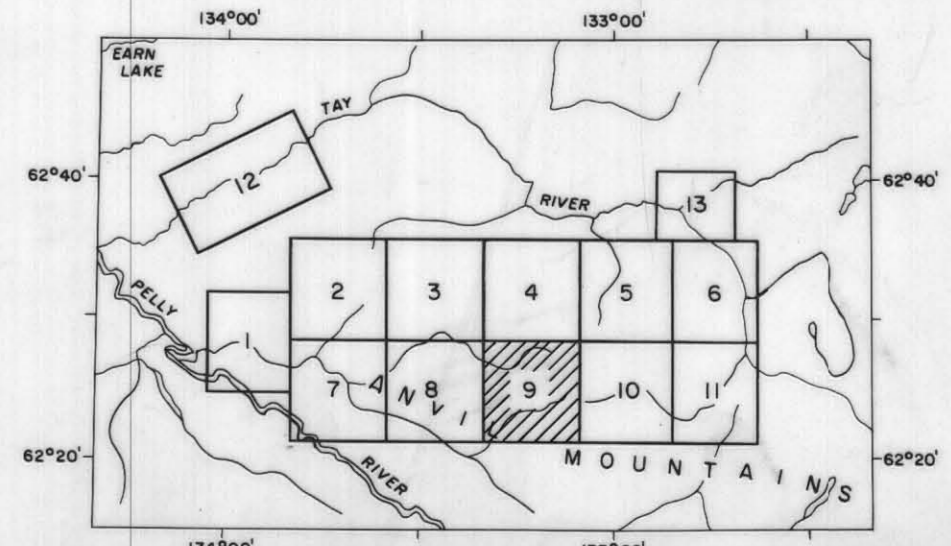 134°00' 133°00'
EARN
LAKE
TAY
62°40' 12 RIVER 13 62°40'
PELLY
2 3 4 5 6
1
7 8 9 10 11
A N V I
62°20' RIVER MOUNTAINS 62°20'